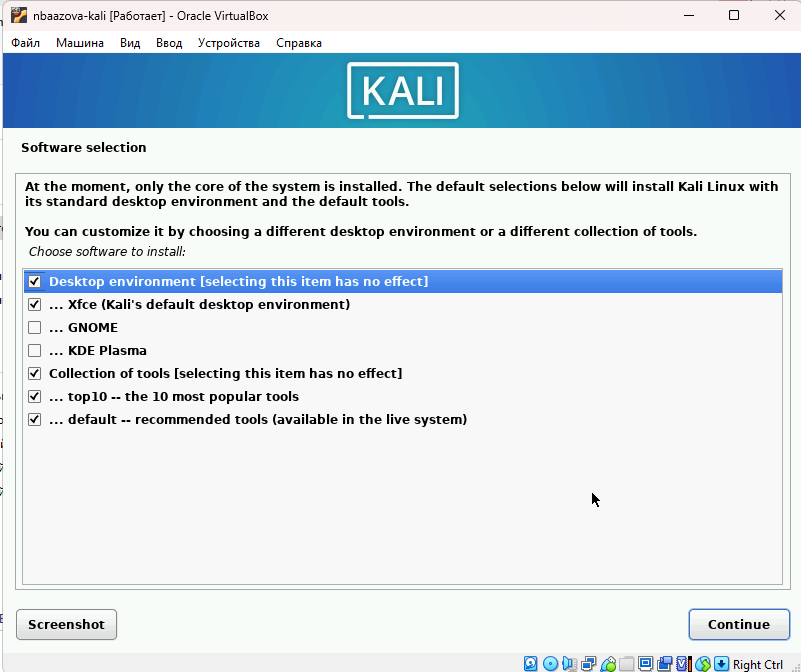 nbaazova-kali [Работает] - Oracle VirtualBox
Файл Машина Вид Ввод Устройства Справка
KALI
Software selection
At the moment, only the core of the system is installed. The default selections below will install Kali Linux with
its standard desktop environment and the default tools.
You can customize it by choosing a different desktop environment or a different collection of tools.
Choose software to install:
Desktop environment [selecting this item has no effect]
... Xfce (Kali's default desktop environment)
... GNOME
... KDE Plasma
Collection of tools [selecting this item has no effect]
... top10 -- the 10 most popular tools
... default -- recommended tools (available in the live system)
Screenshot
Continue
Right Ctrl